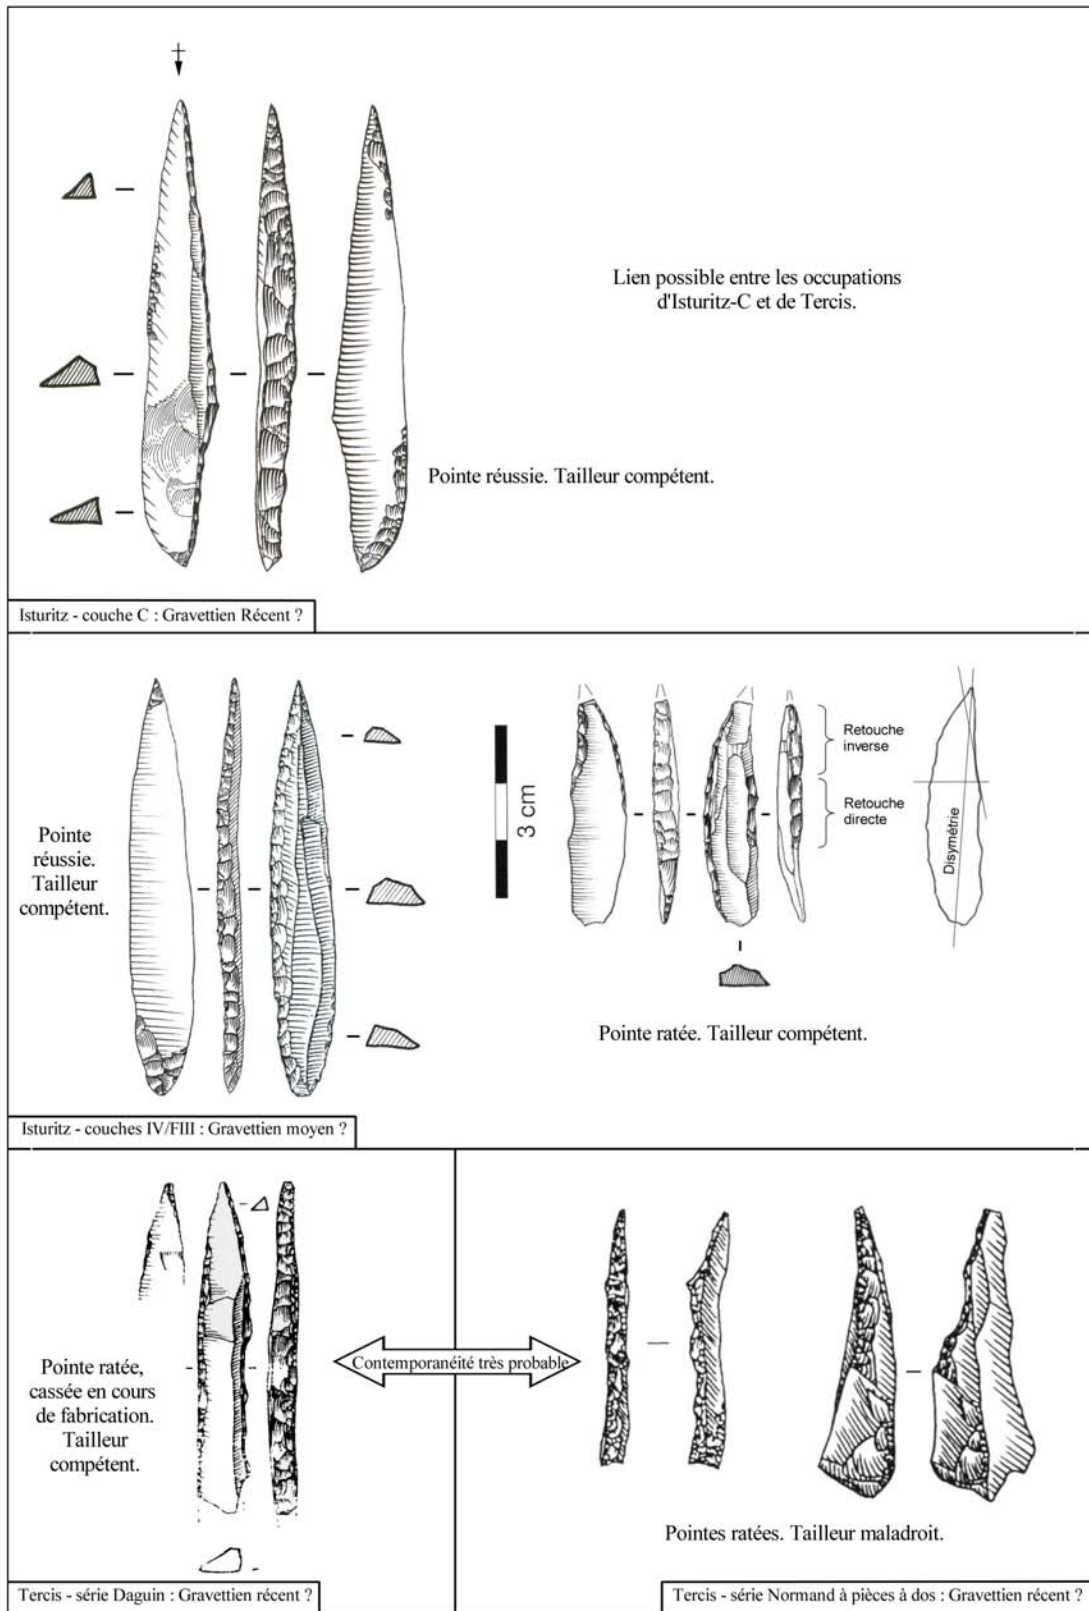 Lien possible entre les occupations
d'Isturitz-C et de Tercis.
Pointe réussie. Tailleur compétent.
Isturitz - couche C : Gravettien Récent ?
Pointe
réussie.
Tailleur
compétent.
3 cm
Retouche
inverse
Retouche
directe
Disymétrie
Pointe ratée. Tailleur compétent.
Isturitz - couches IV/FIII : Gravettien moyen ?
Pointe ratée,
cassée en cours
de fabrication.
Tailleur
compétent.
Contemporanéité très probable
Pointes ratées. Tailleur maladroit.
Tercis - série Daguin : Gravettien récent ?
Tercis - série Normand à pièces à dos : Gravettien récent ?